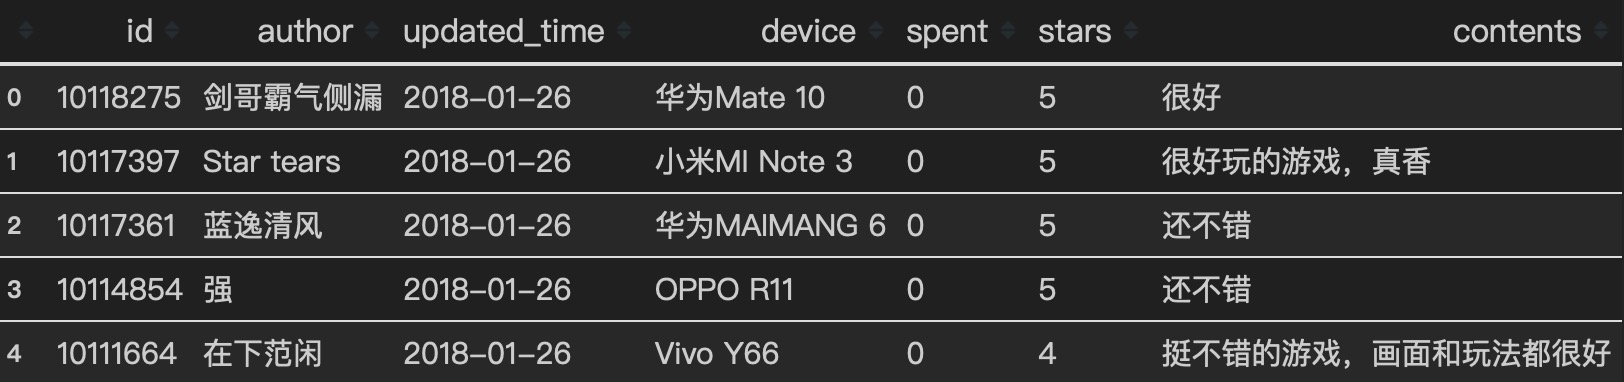 id author updated_time device spent stars contents
0 10118275 剑哥霸气侧漏 2018-01-26 华为Mate 10 0 5 很好
1 10117397 Star tears 2018-01-26 小米MI Note 3 0 5 很好玩的游戏，真香
2 10117361 蓝逸清风 2018-01-26 华为MAIMANG 6 0 5 还不错
3 10114854 强 2018-01-26 OPPO R11 0 5 还不错
4 10111664 在下范闲 2018-01-26 Vivo Y66 0 4 挺不错的游戏，画面和玩法都很好